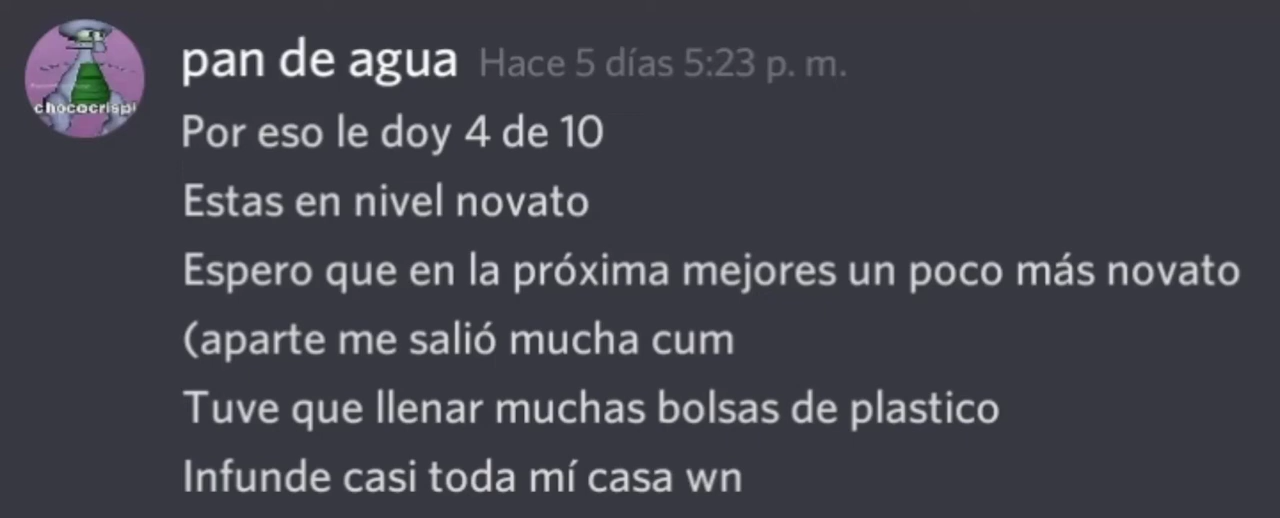 pan de agua Hace 5 días 5:23 p. m.
chococrispi
Por eso le doy 4 de 10
Estas en nivel novato
Espero que en la próxima mejores un poco más novato
(aparte me salió mucha cum
Tuve que llenar muchas bolsas de plastico
Infunde casi toda mí casa wn